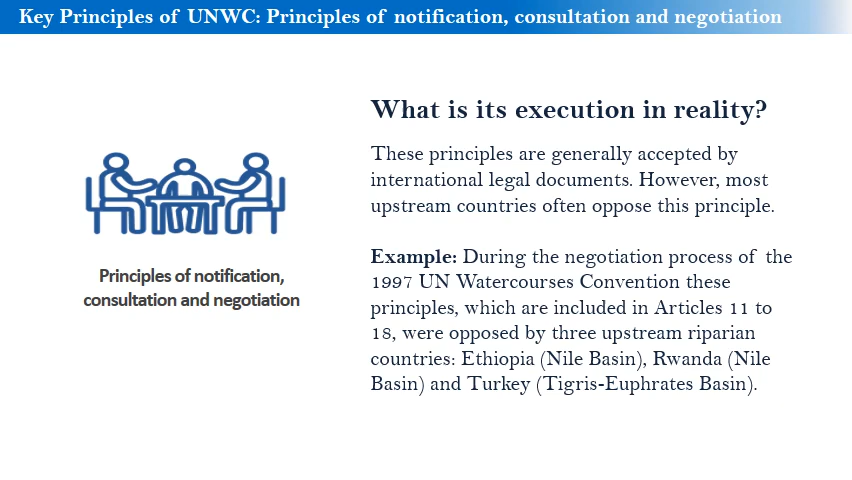 Key Principles of UNWC: Principles of notification, consultation and negotiation
What is its execution in reality?
These principles are generally accepted by
international legal documents. However, most
upstream countries often oppose this principle.
Example: During the negotiation process of the
1997 UN Watercourses Convention these
principles, which are included in Articles 11 to
18, were opposed by three upstream riparian
countries: Ethiopia (Nile Basin), Rwanda (Nile
Basin) and Turkey (Tigris-Euphrates Basin).
Principles of notification,
consultation and negotiation